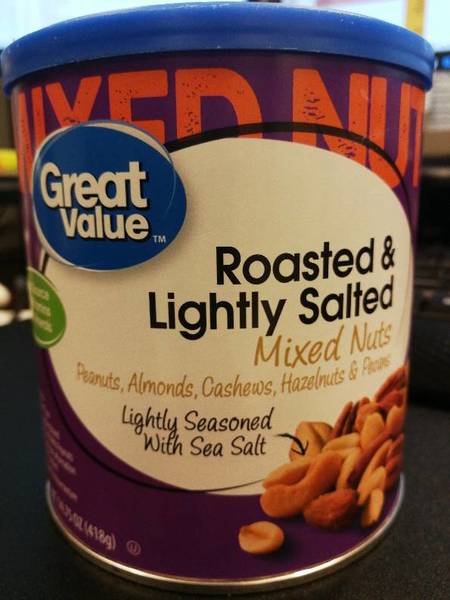 MIXED NUT
Great
Value™
Roasted &
Lightly Salted
Mixed Nuts
Peanuts, Almonds, Cashews, Hazelnuts & Pecans
Lightly Seasoned
With Sea Salt
(418g)